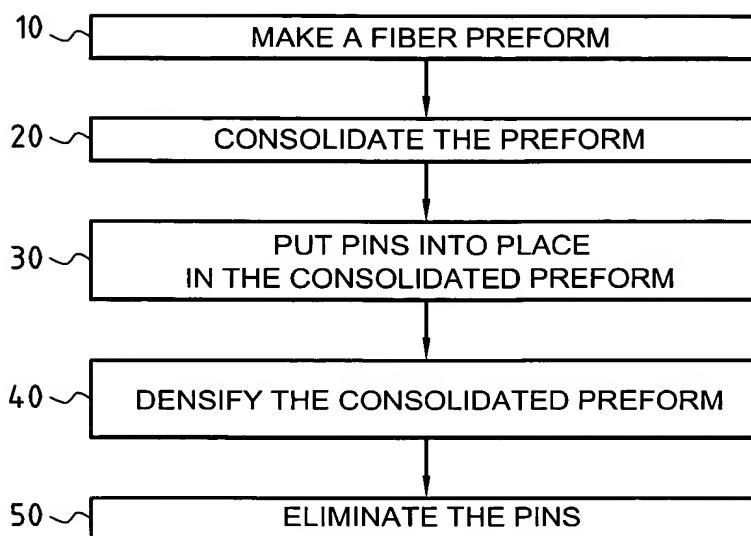 10 MAKE A FIBER PREFORM
20 CONSOLIDATE THE PREFORM
30 PUT PINS INTO PLACE
IN THE CONSOLIDATED PREFORM
40 DENSIFY THE CONSOLIDATED PREFORM
50 ELIMINATE THE PINS